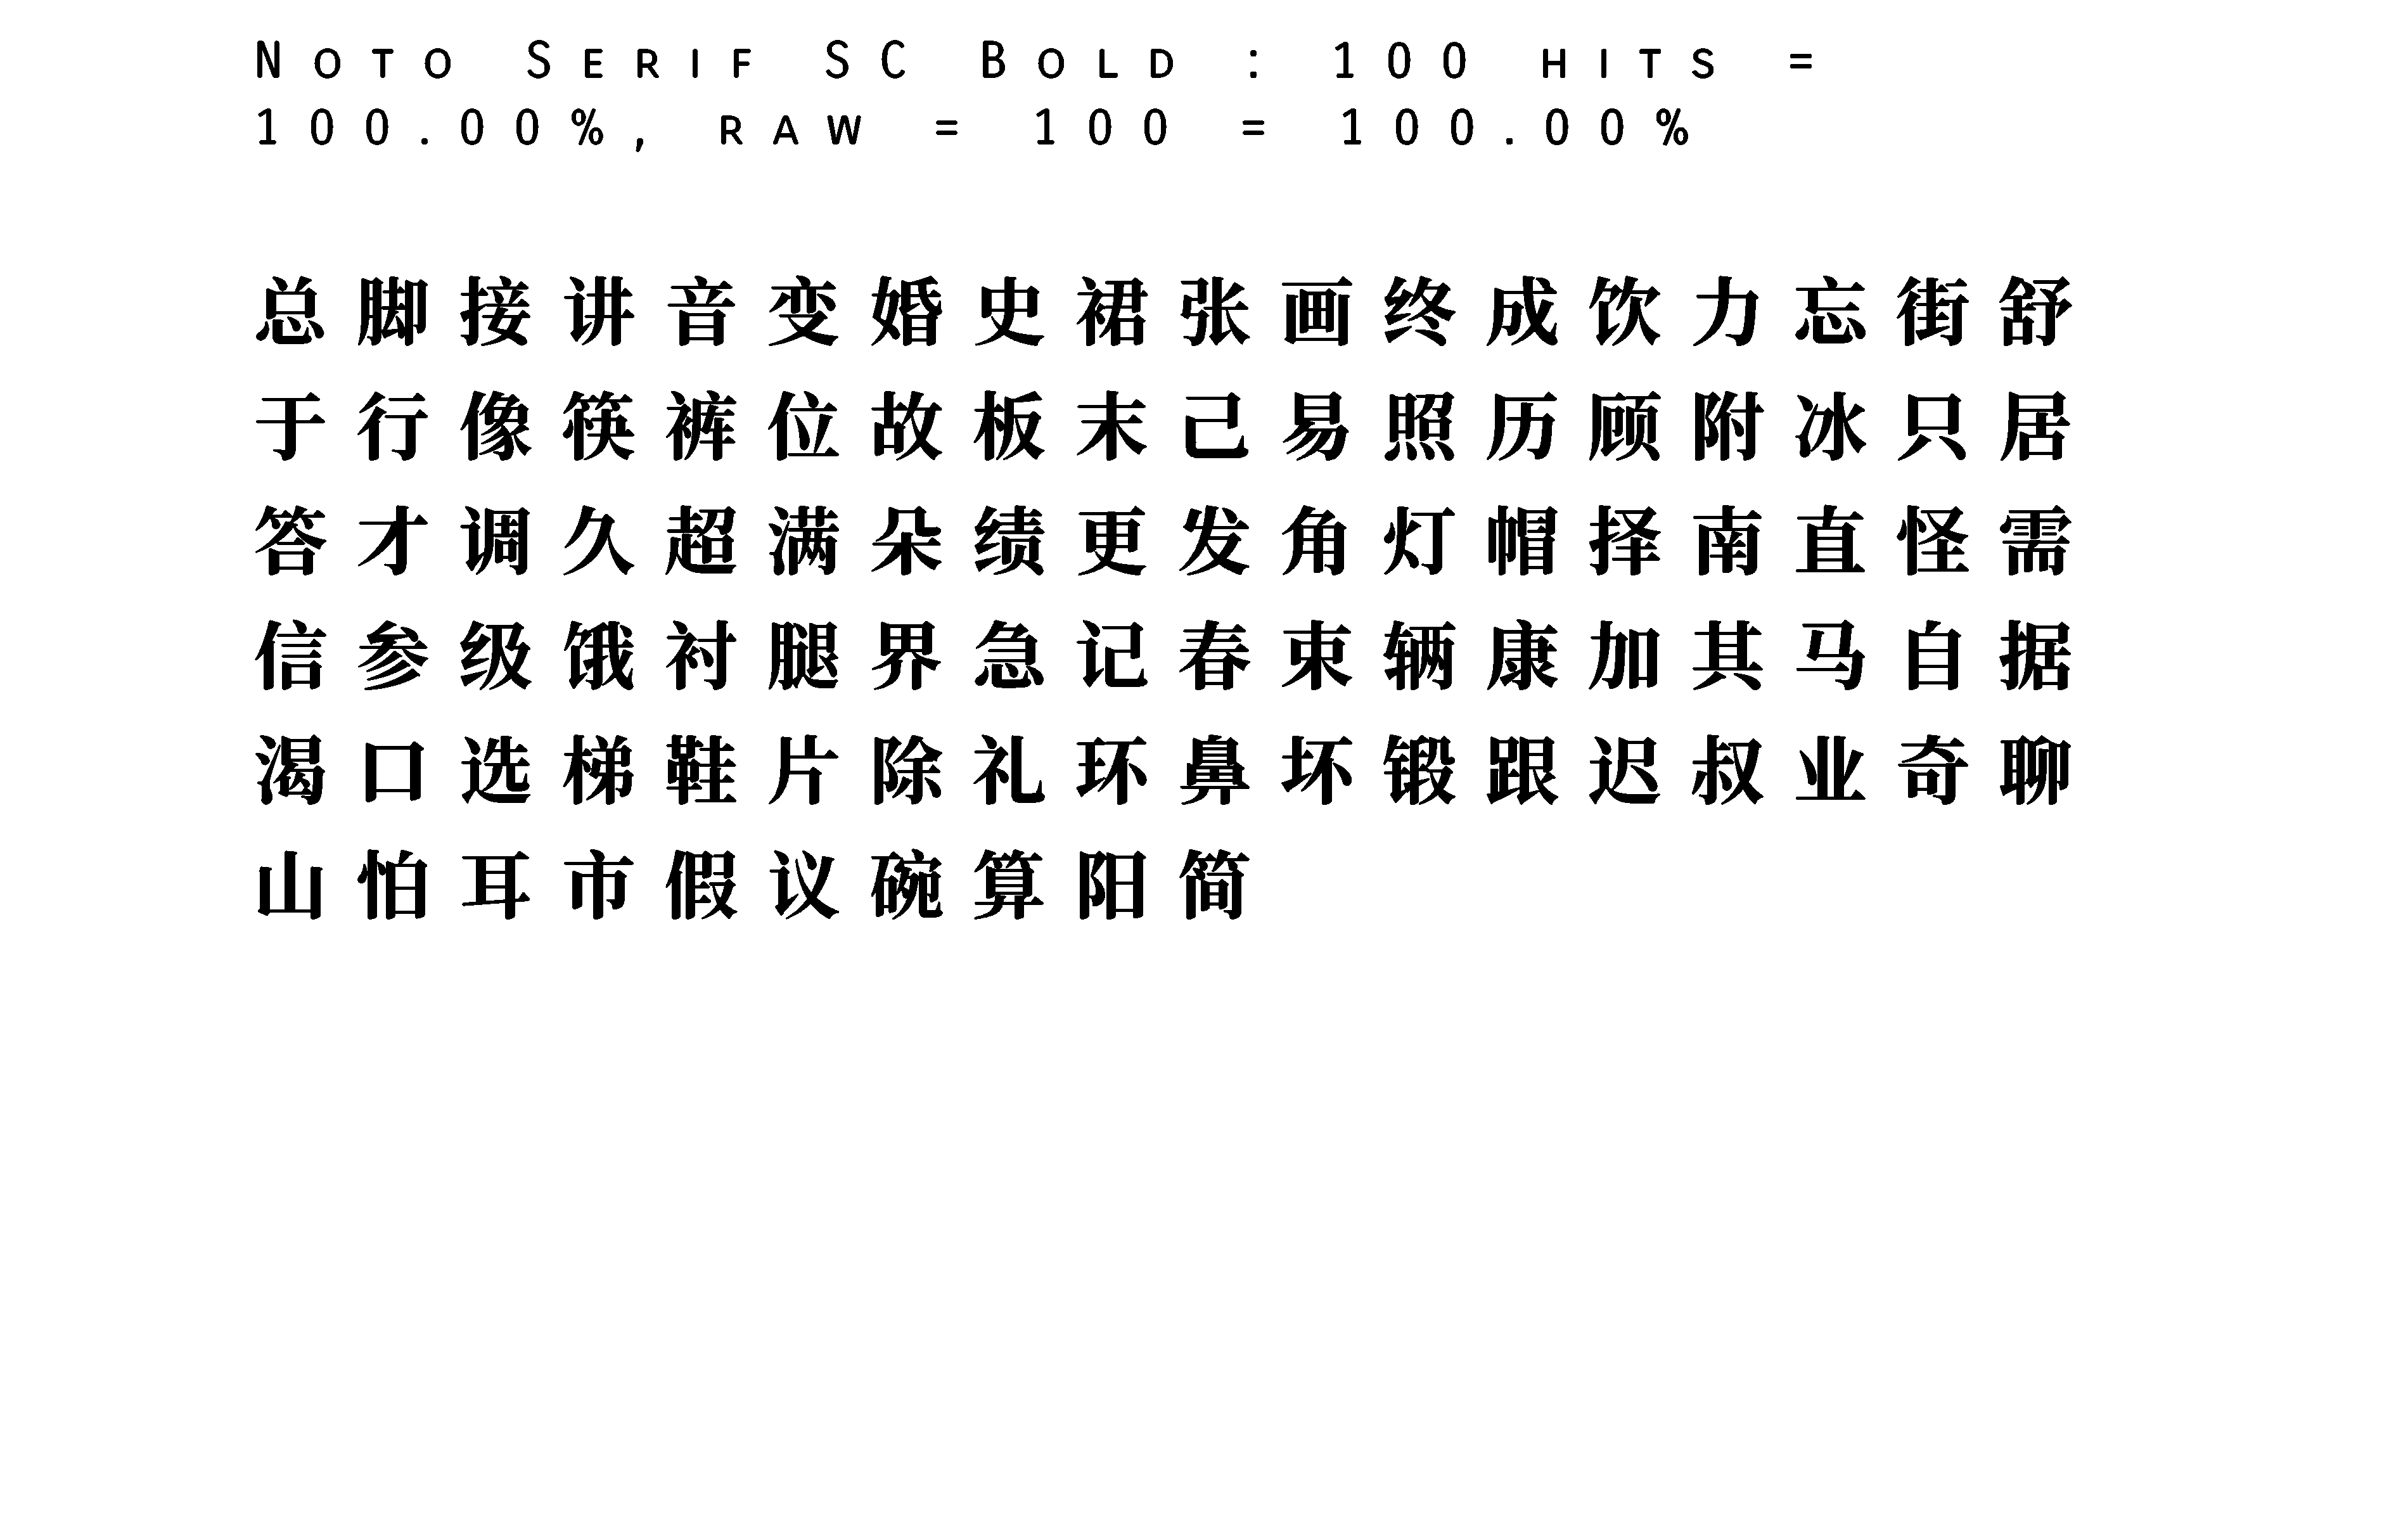 Noto Serif SC Bold : 100 hits =
100.00%, raw = 100 = 100.00%
总脚接讲音变婚史裙张画终成饮力忘街舒
于行像筷裤位故板末己易照历顾附冰只居
答才调久超满朵绩更发角灯帽择南直怪需
信参级饿衬腿界急记春束辆康加其马自据
渴口选梯鞋片除礼环鼻坏锻跟迟叔业奇聊
山怕耳市假议碗算阳简